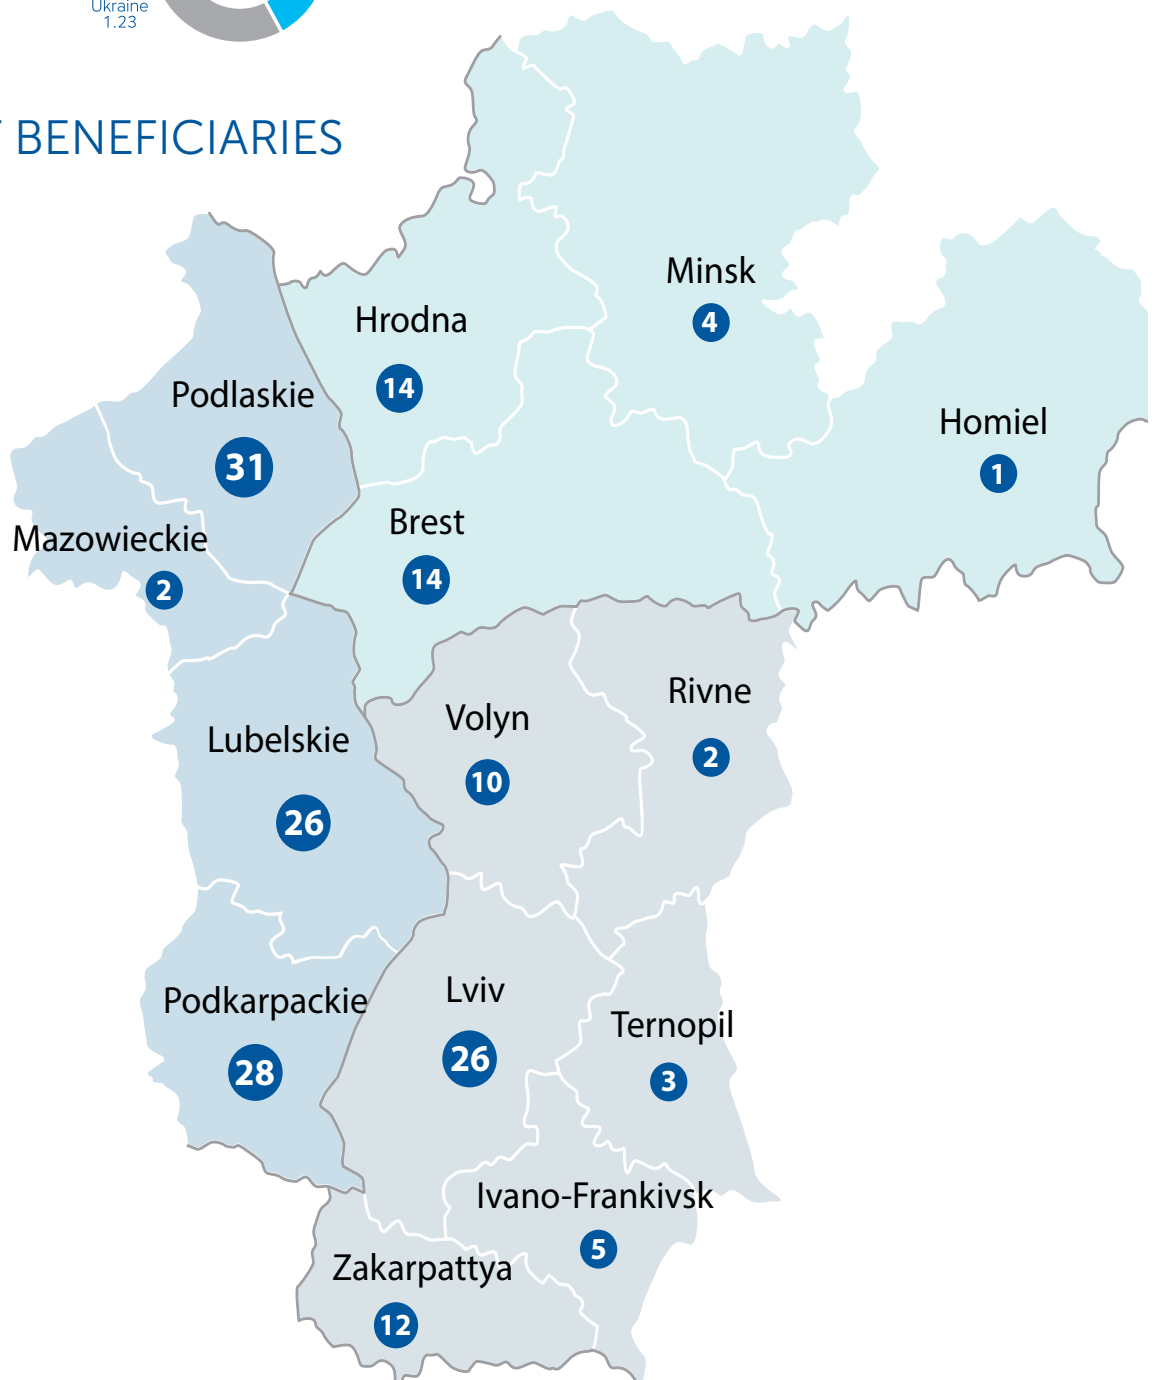 Ukraine
1.23
BENEFICIARIES
Minsk
4
Hrodna
14
Podlaskie
31
Homiel
1
Brest
14
Mazowieckie
2
Rivne
2
Volyn
10
Lubelskie
26
Lviv
26
Podkarpackie
28
Ternopil
3
Ivano-Frankivsk
5
Zakarpattya
12